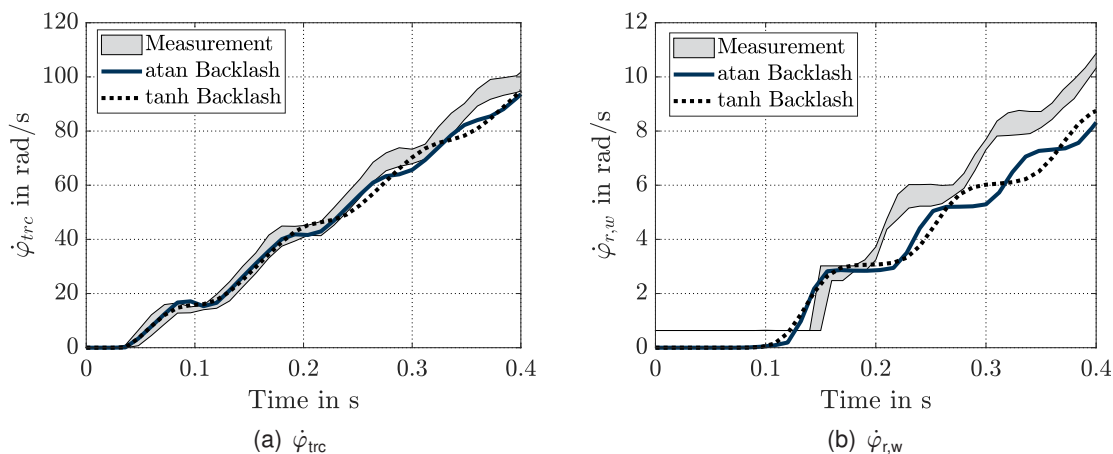 120
100
80
60
40
20
0
φ̇trc in rad/s
Measurement
atan Backlash
tanh Backlash
0 0.1 0.2 0.3 0.4
Time in s
(a) φ̇trc
12
10
8
6
4
2
0
φ̇r,w in rad/s
Measurement
atan Backlash
tanh Backlash
0 0.1 0.2 0.3 0.4
Time in s
(b) φ̇r,w